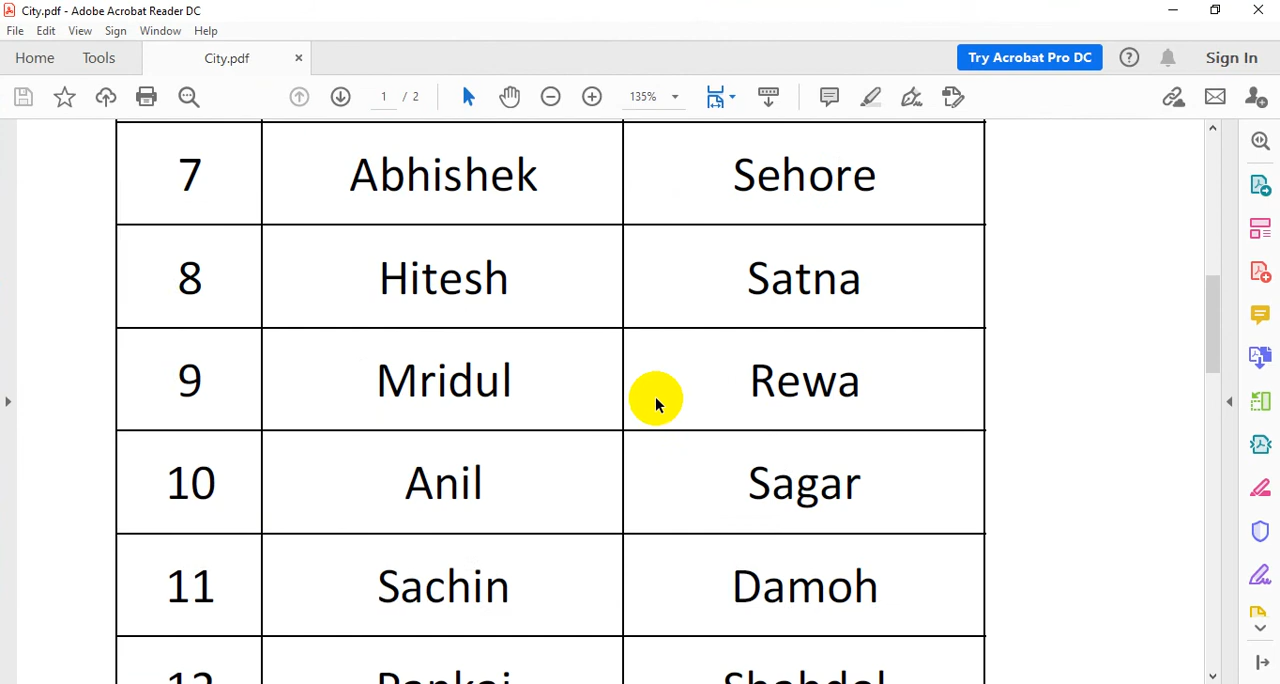 City.pdf - Adobe Acrobat Reader DC
File Edit View Sign Window Help
Home Tools City.pdf × Try Acrobat Pro DC ? Sign In
1 / 2 135%
7 Abhishek Sehore
8 Hitesh Satna
9 Mridul Rewa
10 Anil Sagar
11 Sachin Damoh
12 Pankaj Shahdol